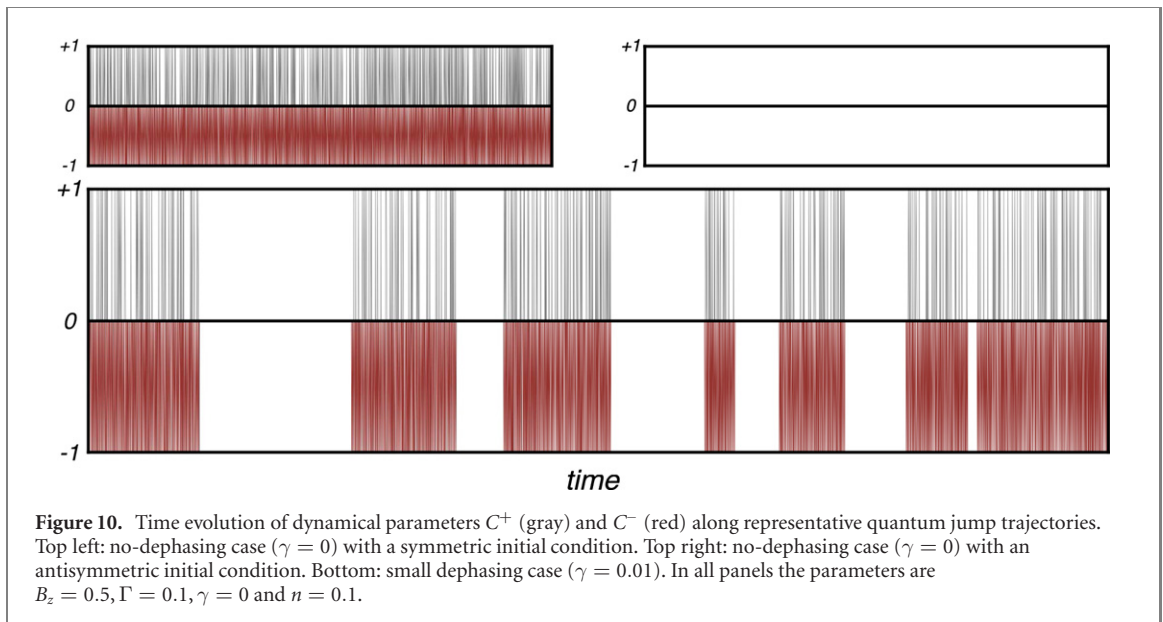 +1
0
-1
+1
0
-1
+1
0
-1
time
Figure 10. Time evolution of dynamical parameters C⁺ (gray) and C⁻ (red) along representative quantum jump trajectories.
Top left: no-dephasing case (γ = 0) with a symmetric initial condition. Top right: no-dephasing case (γ = 0) with an
antisymmetric initial condition. Bottom: small dephasing case (γ = 0.01). In all panels the parameters are
B_z = 0.5, Γ = 0.1, γ = 0 and n = 0.1.